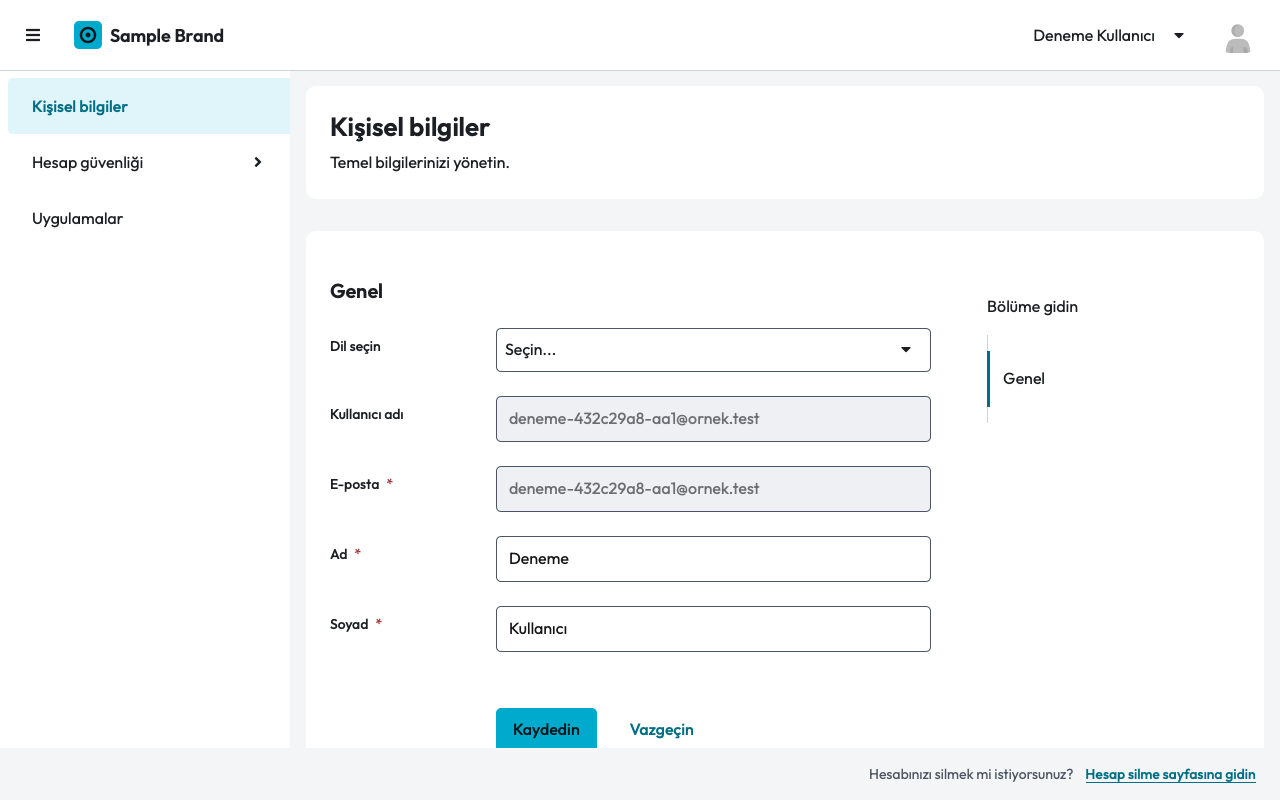 Sample Brand
Deneme Kullanıcı
Kişisel bilgiler
Hesap güvenliği
Uygulamalar
Kişisel bilgiler
Temel bilgilerinizi yönetin.
Genel
Bölüme gidin
Genel
Dil seçin
Seçin...
Kullanıcı adı
deneme-432c29a8-aa1@ornek.test
E-posta *
deneme-432c29a8-aa1@ornek.test
Ad *
Deneme
Soyad *
Kullanıcı
Kaydedin
Vazgeçin
Hesabınızı silmek mi istiyorsunuz? Hesap silme sayfasına gidin